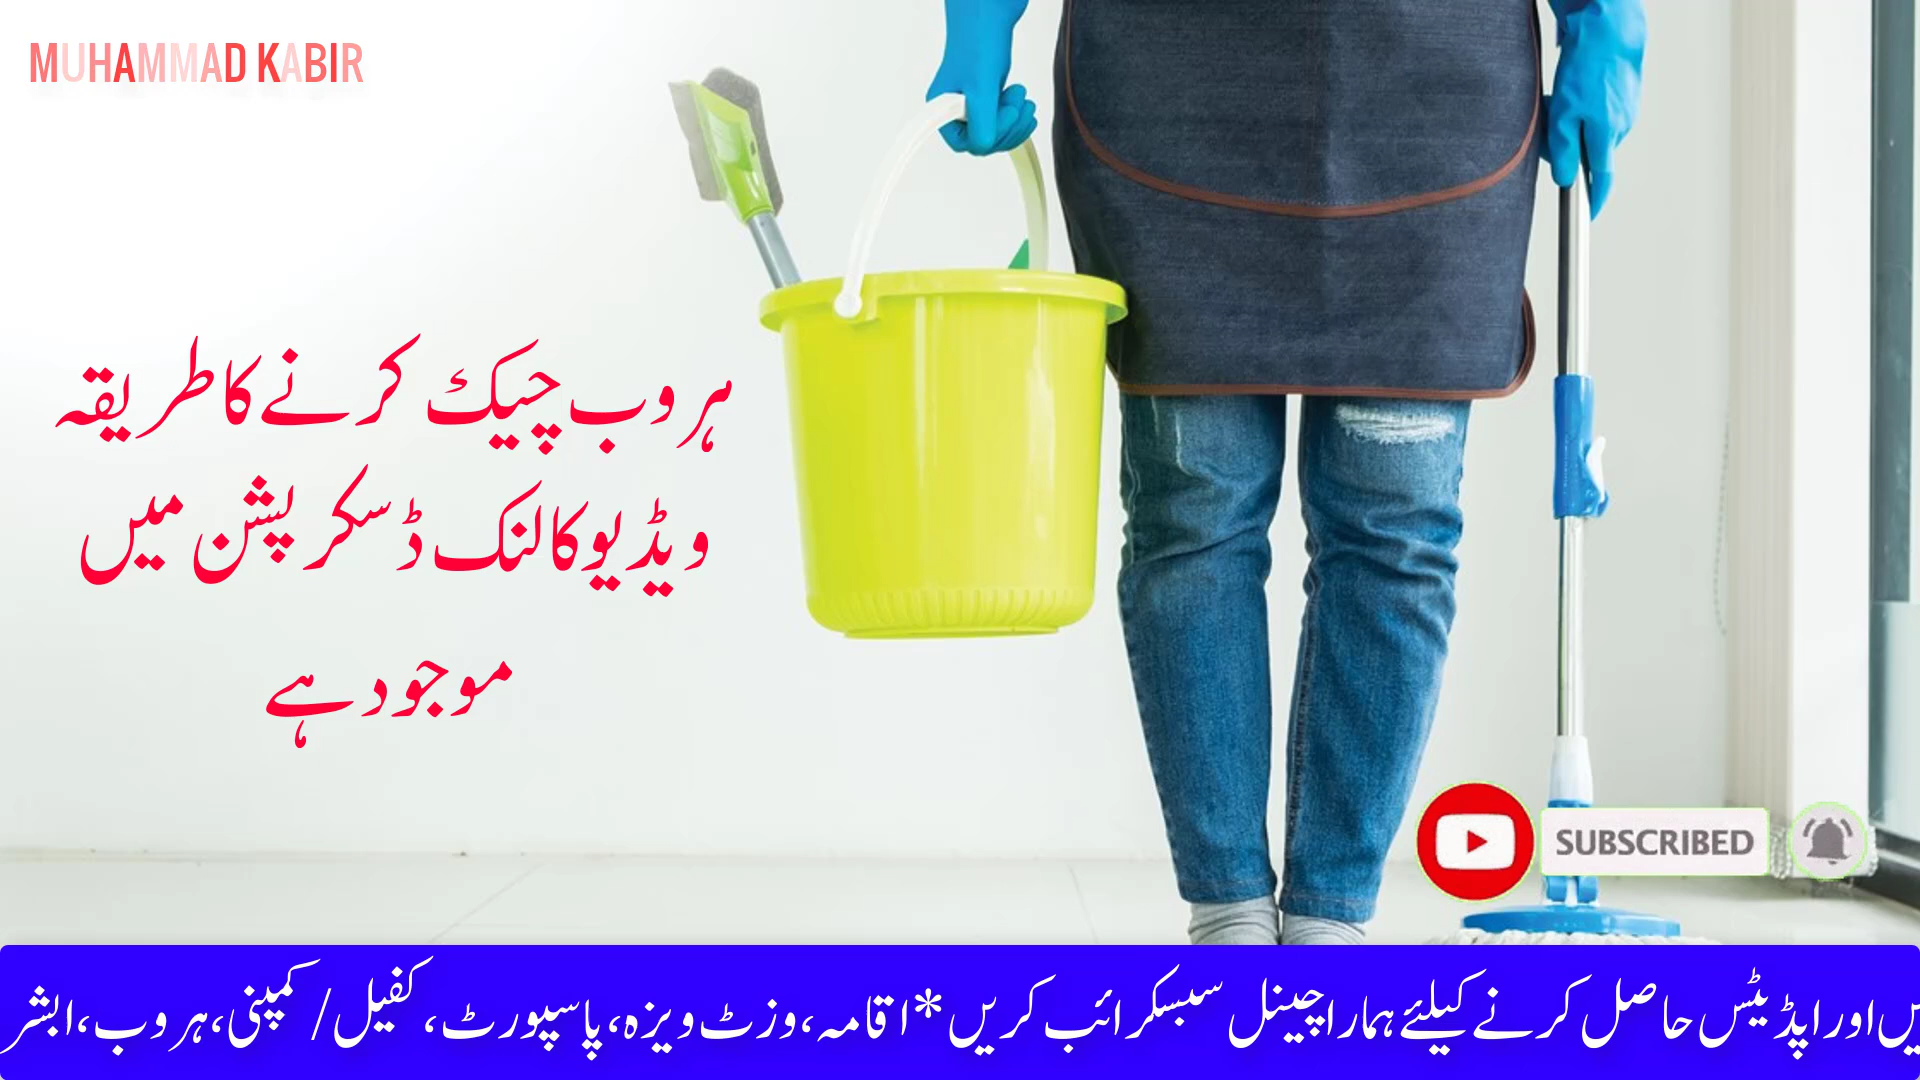 MUHAMMAD KABIR
ہروب چیک کرنے کا طریقہ
ویڈیو کا لنک ڈسکرپشن میں
موجود ہے
SUBSCRIBED
اور اپڈیٹس حاصل کرنے کیلئے ہمارا چینل سبسکرائب کریں * اقامہ، وزٹ ویزہ، پاسپورٹ، کفیل / کمپنی، ہروب، ابشر